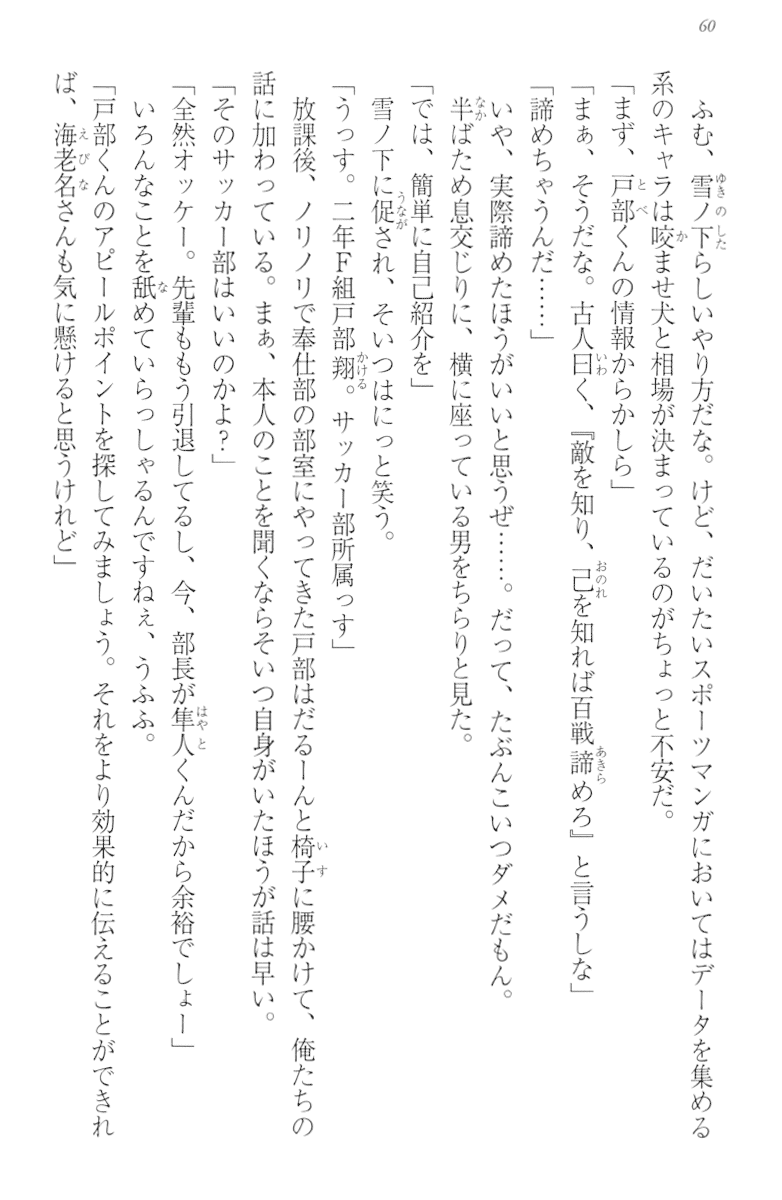 60
ふむ、雪ノ下らしいやり方だな。けど、だいたいスポーツマンガにおいてはデータを集める
系のキャラは咬ませ犬と相場が決まっているのがちょっと不安だ。
「まず、戸部くんの情報からかしら」
「まぁ、そうだな。古人曰く、『敵を知り、己を知れば百戦諦めろ』と言うしな」
「諦めちゃうんだ……」
いや、実際諦めたほうがいいと思うぜ……。だって、たぶんこいつダメだもん。
半ばため息交じりに、横に座っている男をちらりと見た。
「では、簡単に自己紹介を」
雪ノ下に促され、そいつはにっと笑う。
「うっす。二年F組戸部翔。サッカー部所属っす」
放課後、ノリノリで奉仕部の部室にやってきた戸部はだるーんと椅子に腰かけて、俺たちの
話に加わっている。まぁ、本人のことを聞くならそいつ自身がいたほうが話は早い。
「そのサッカー部はいいのかよ？」
「全然オッケー。先輩ももう引退してるし、今、部長が隼人くんだから余裕でしょー」
いろんなことを舐めていらっしゃるんですねぇ、うふふ。
「戸部くんのアピールポイントを探してみましょう。それをより効果的に伝えることができれ
ば、海老名さんも気に懸けると思うけれど」